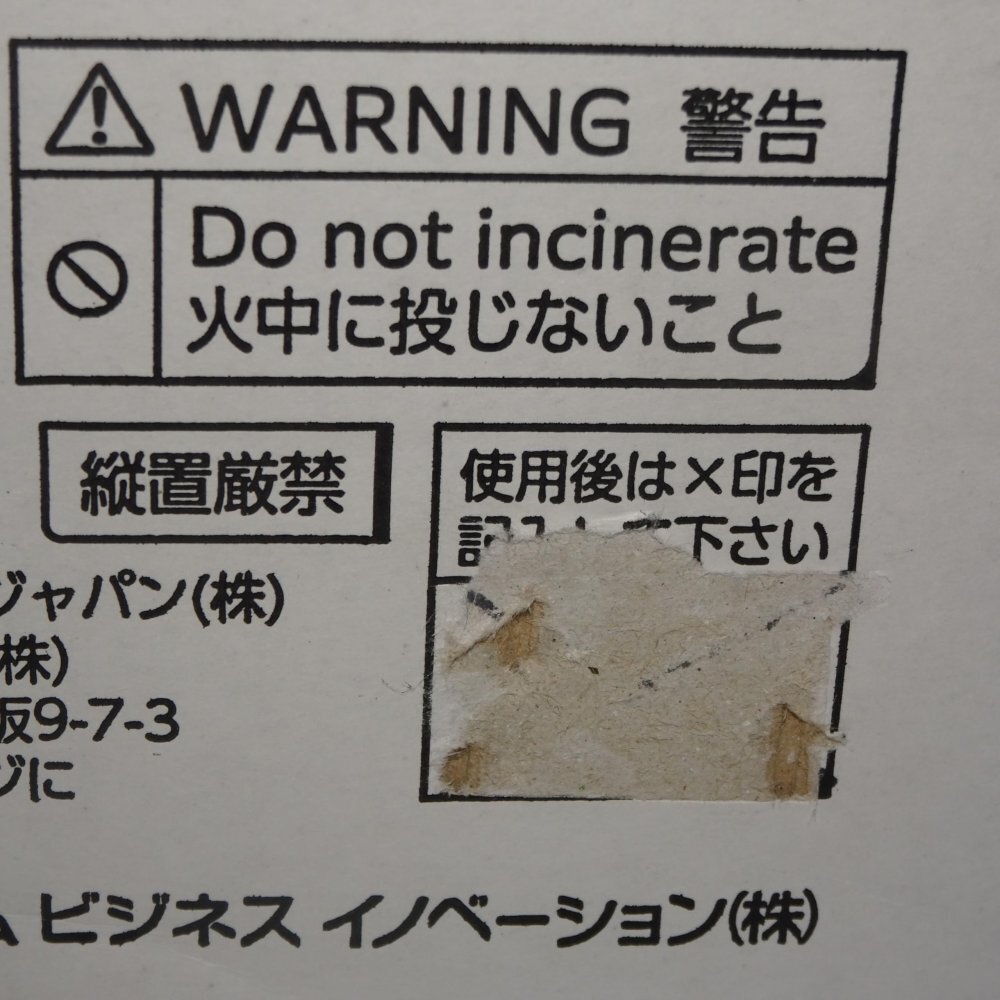 WARNING 警告
Do not incinerate
火中に投じないこと
縦置厳禁
使用後は×印を
下さい
ジャパン(株)
(株)
9-7-3
ジに
ビジネス イノベーション(株)